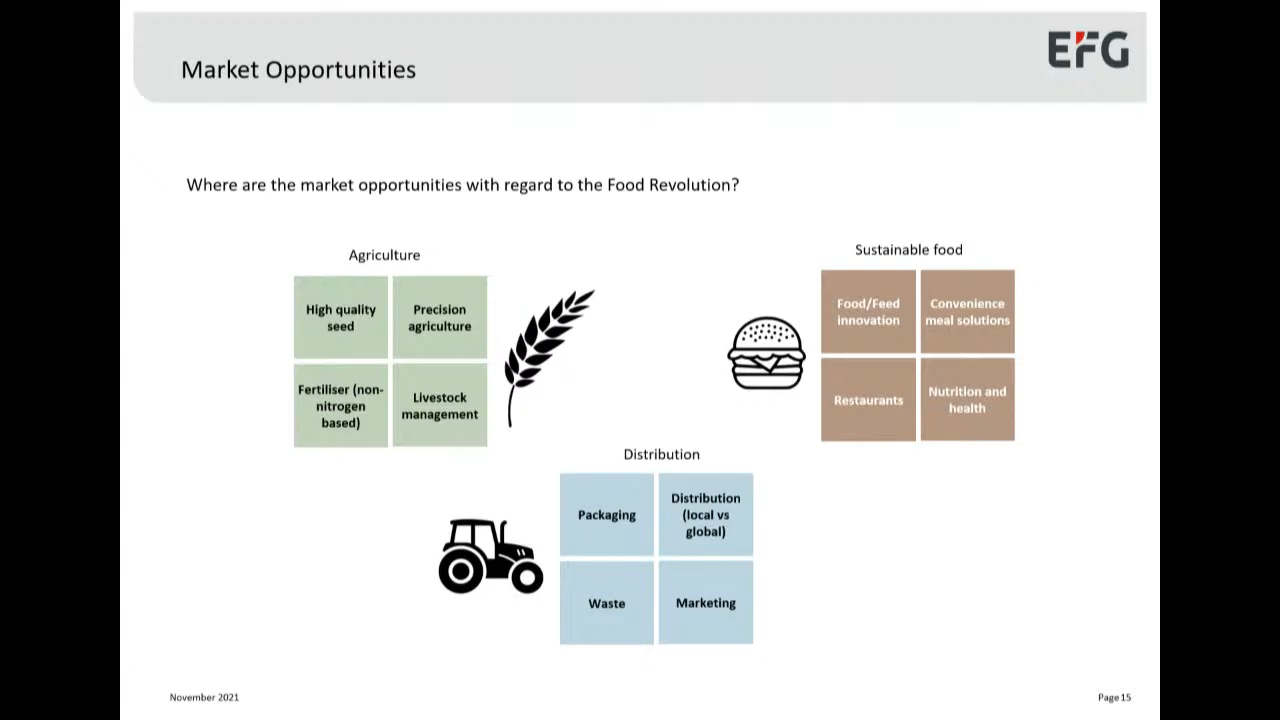 EFG
Market Opportunities
Where are the market opportunities with regard to the Food Revolution?
Agriculture
High quality
seed
Precision
agriculture
Fertiliser (non-
nitrogen
based)
Livestock
management
Sustainable food
Food/Feed
innovation
Convenience
meal solutions
Restaurants
Nutrition and
health
Distribution
Packaging
Distribution
(local vs
global)
Waste
Marketing
November 2021
Page 15